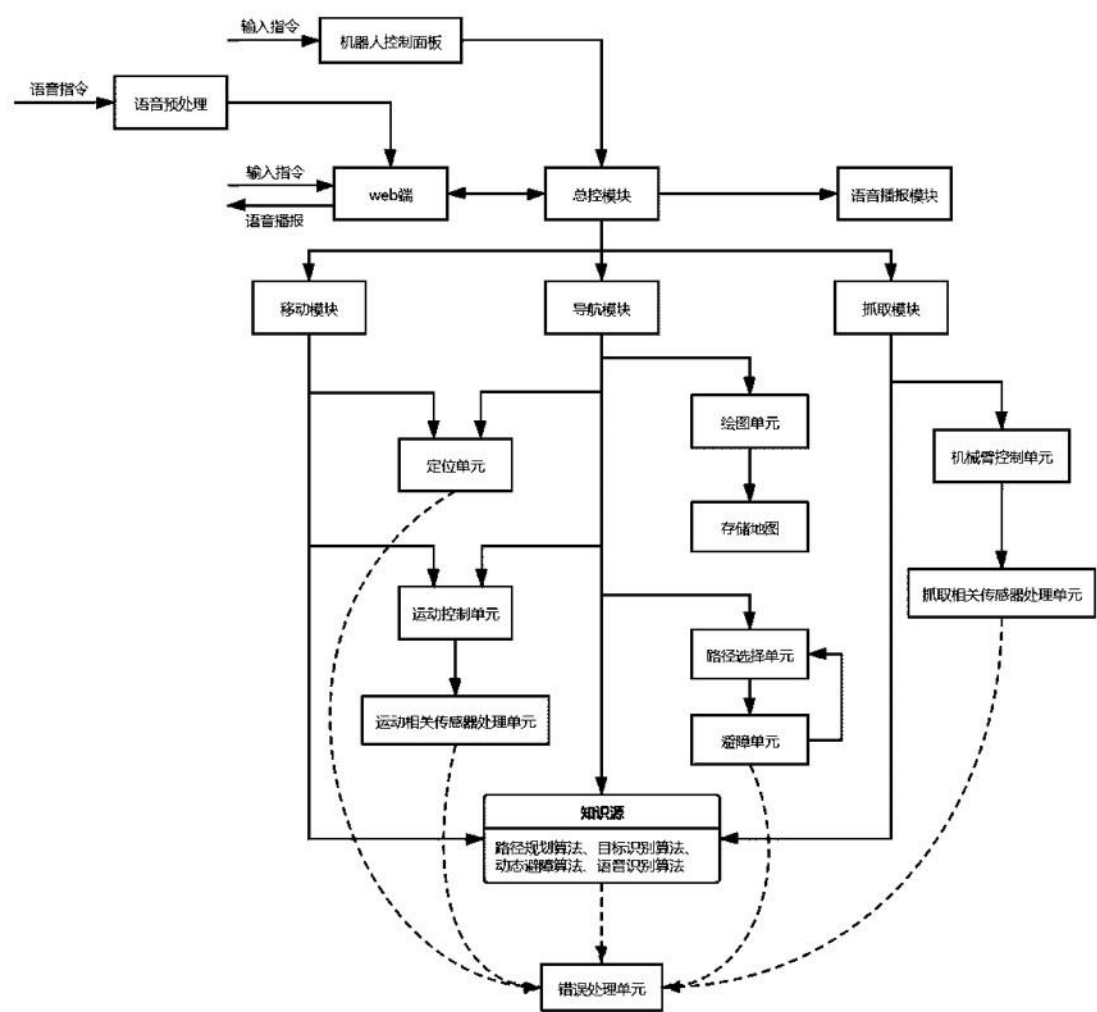 输入指令
机器人控制面板
语音指令
语音预处理
输入指令
web端
总控模块
语音播报模块
语音播报
移动模块
导航模块
抓取模块
绘图单元
定位单元
机械臂控制单元
存储地图
运动控制单元
抓取相关传感器处理单元
路径选择单元
运动相关传感器处理单元
避障单元
知识源
路径规划算法、目标识别算法、
动态避障算法、语音识别算法
错误处理单元